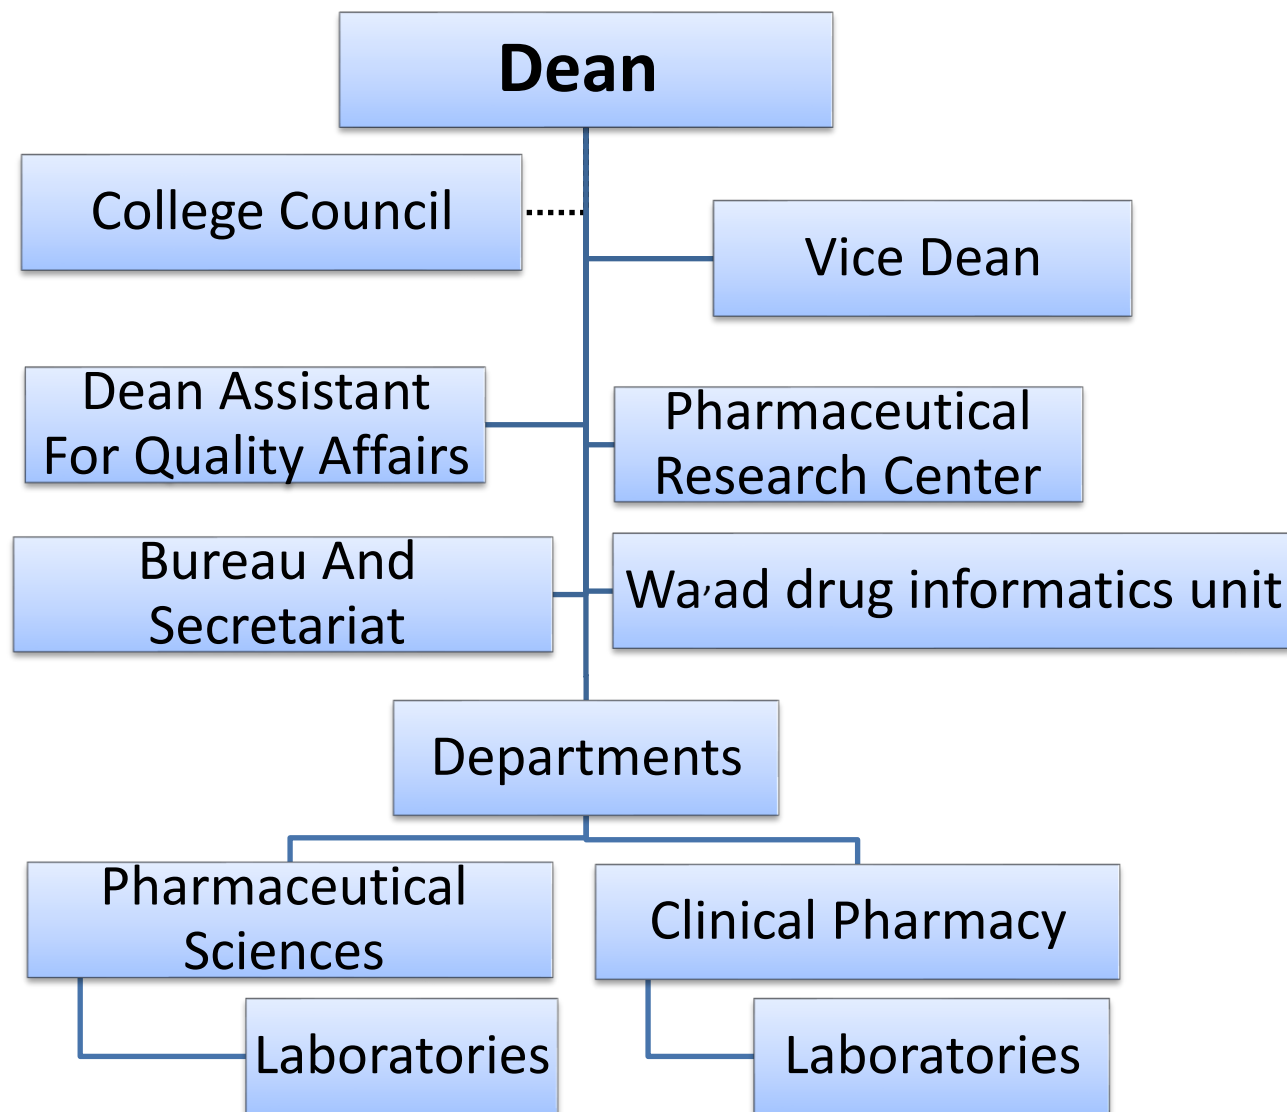 Dean
College Council
Vice Dean
Dean Assistant
For Quality Affairs
Pharmaceutical
Research Center
Bureau And
Secretariat
Wa,ad drug informatics unit
Departments
Pharmaceutical
Sciences
Clinical Pharmacy
Laboratories
Laboratories